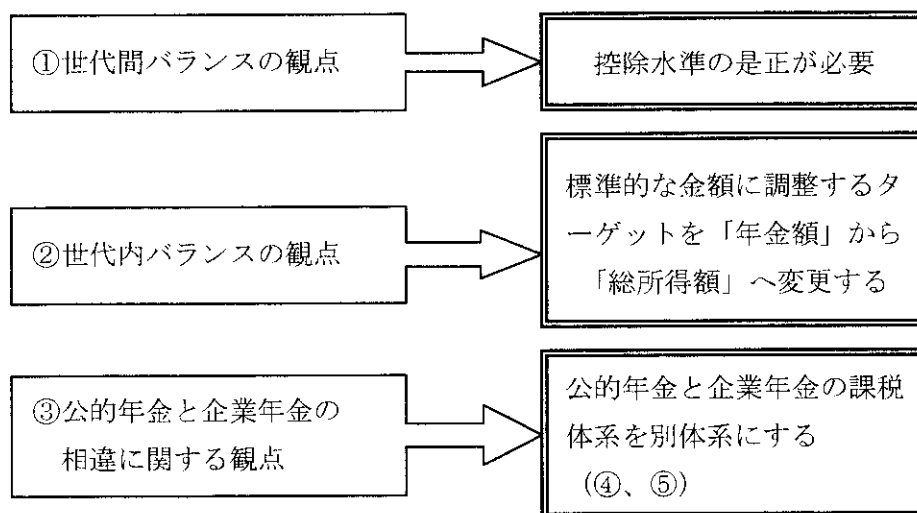 ①世代間バランスの観点
控除水準の是正が必要
②世代内バランスの観点
標準的な金額に調整するタ
ーゲットを「年金額」から
「総所得額」へ変更する
③公的年金と企業年金の
相違に関する観点
公的年金と企業年金の課税
体系を別体系にする
（④、⑤）